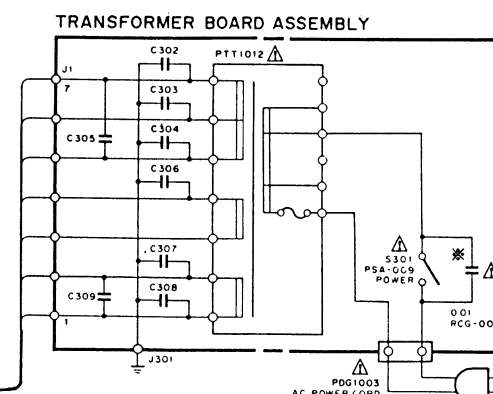 TRANSFORMER BOARD ASSEMBLY
C302
PTT1012
J1
7
C303
C304
C305
C306
C307
C308
C309
1
J301
S301
PSA-009
POWER
001
RCG-00
PDG1003
AC POWER CORD